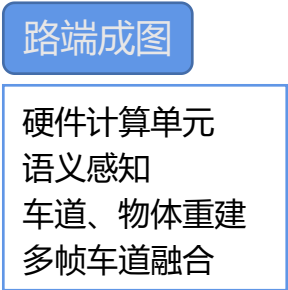 路端成图
硬件计算单元
语义感知
车道、物体重建
多帧车道融合